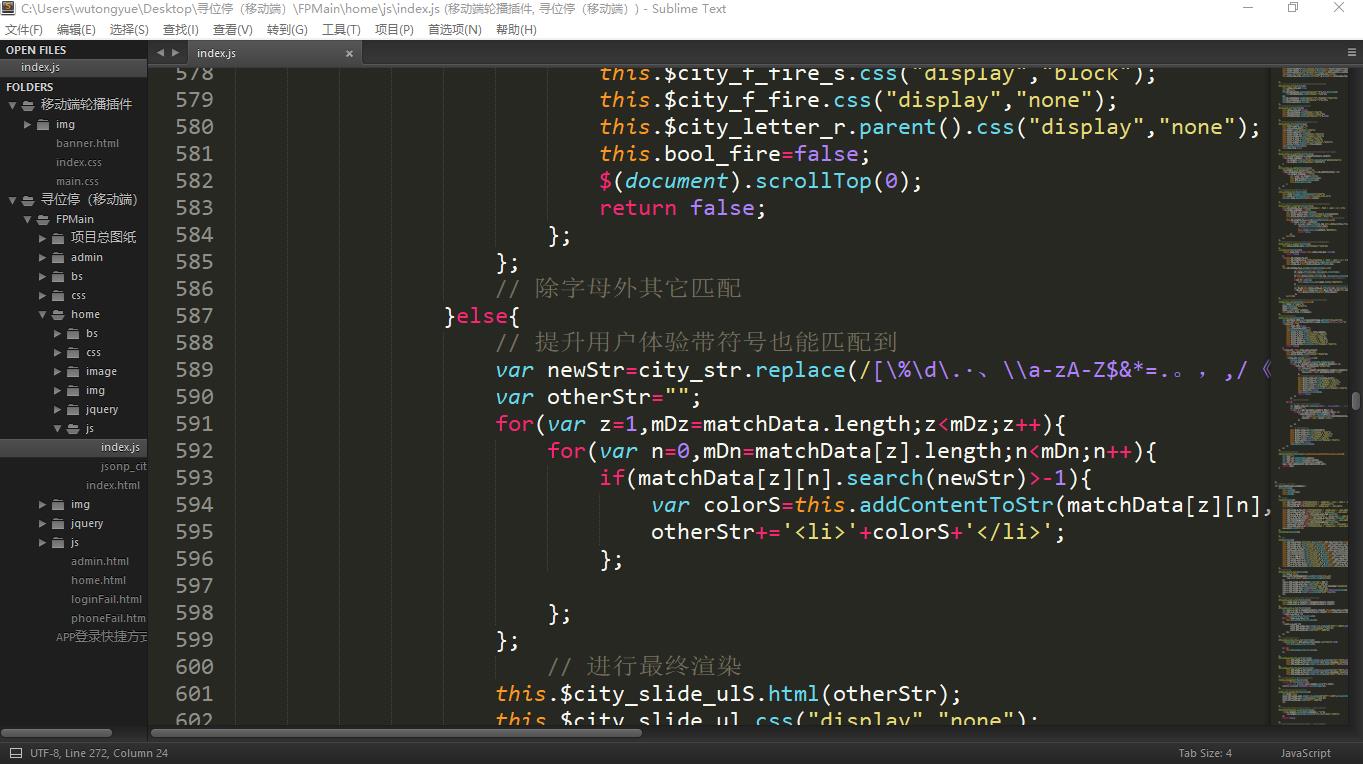 C:\Users\wutongyue\Desktop\寻位停（移动端）\FPMain\home\js\index.js (移动端轮播插件, 寻位停（移动端）) - Sublime Text
文件(F) 编辑(E) 选择(S) 查找(I) 查看(V) 转到(G) 工具(T) 项目(P) 首选项(N) 帮助(H)
OPEN FILES
index.js
FOLDERS
移动端轮播插件
img
banner.html
index.css
main.css
寻位停（移动端）
FPMain
项目总图纸
admin
bs
css
home
bs
css
image
img
jquery
js
index.js
jsonp_cit
index.html
img
jquery
js
admin.html
home.html
loginFail.html
phoneFail.htm
APP登录快捷方式
index.js
578 this.$city_f_fire_s.css("display","block");
579 this.$city_f_fire.css("display","none");
580 this.$city_letter_r.parent().css("display","none");
581 this.bool_fire=false;
582 $(document).scrollTop(0);
583 return false;
584 };
585 };
586 // 除字母外其它匹配
587 }else{
588 // 提升用户体验带符号也能匹配到
589 var newStr=city_str.replace(/[\%\d\.·、\\a-zA-Z$&*=.。，,/《
590 var otherStr="";
591 for(var z=1,mDz=matchData.length;z<mDz;z++){
592 for(var n=0,mDn=matchData[z].length;n<mDn;n++){
593 if(matchData[z][n].search(newStr)>-1){
594 var colorS=this.addContentToStr(matchData[z][n],
595 otherStr+='<li>'+colorS+'</li>';
596 };
597
598 };
599 };
600 // 进行最终渲染
601 this.$city_slide_ulS.html(otherStr);
602 this.$city_slide_ul.css("display","none");
UTF-8, Line 272, Column 24
Tab Size: 4
JavaScript